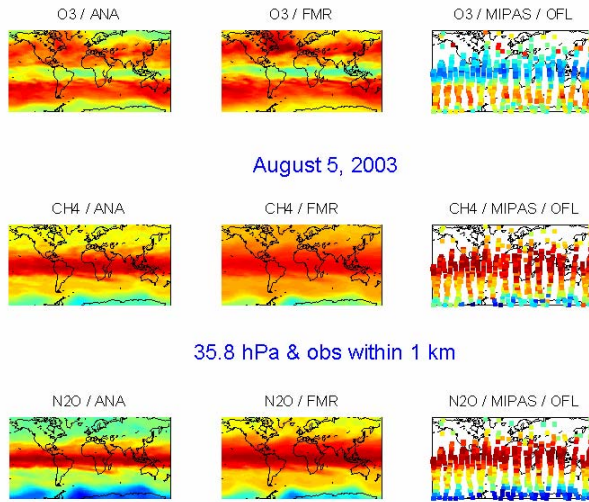 O3 / ANA
O3 / FMR
O3 / MIPAS / OFL
August 5, 2003
CH4 / ANA
CH4 / FMR
CH4 / MIPAS / OFL
35.8 hPa & obs within 1 km
N2O / ANA
N2O / FMR
N2O / MIPAS / OFL